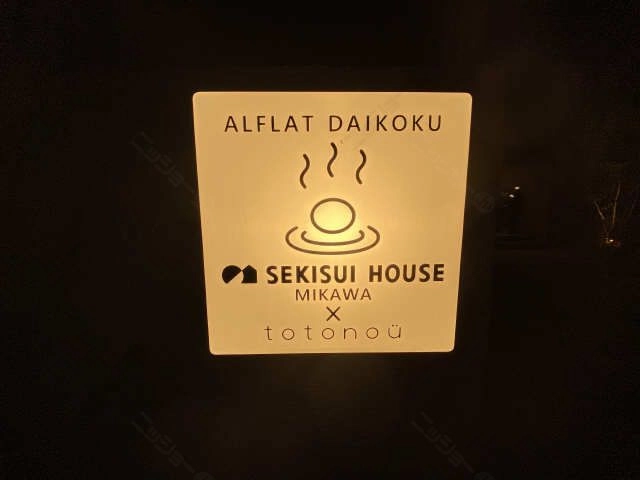 ALFLAT DAIKOKU
SEKISUI HOUSE
MIKAWA
×
totonoü